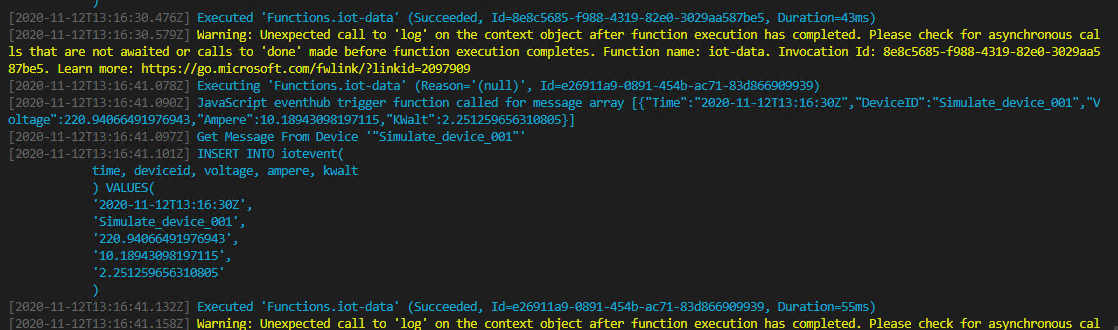 )
[2020-11-12T13:16:30.476Z] Executed 'Functions.iot-data' (Succeeded, Id=8e8c5685-f988-4319-82e0-3029aa587be5, Duration=43ms)
[2020-11-12T13:16:30.579Z] Warning: Unexpected call to 'log' on the context object after function execution has completed. Please check for asynchronous cal
ls that are not awaited or calls to 'done' made before function execution completes. Function name: iot-data. Invocation Id: 8e8c5685-f988-4319-82e0-3029aa5
87be5. Learn more: https://go.microsoft.com/fwlink/?linkid=2097909
[2020-11-12T13:16:41.078Z] Executing 'Functions.iot-data' (Reason='(null)', Id=e26911a9-0891-454b-ac71-83d866909939)
[2020-11-12T13:16:41.090Z] JavaScript eventhub trigger function called for message array [{"Time":"2020-11-12T13:16:30Z","DeviceID":"Simulate_device_001","V
oltage":220.94066491976943,"Ampere":10.18943098197115,"KWalt":2.251259656310805}]
[2020-11-12T13:16:41.097Z] Get Message From Device '"Simulate_device_001"'
[2020-11-12T13:16:41.101Z] INSERT INTO iotevent(
time, deviceid, voltage, ampere, kwalt
) VALUES(
'2020-11-12T13:16:30Z',
'Simulate_device_001',
'220.94066491976943',
'10.18943098197115',
'2.251259656310805'
)
[2020-11-12T13:16:41.132Z] Executed 'Functions.iot-data' (Succeeded, Id=e26911a9-0891-454b-ac71-83d866909939, Duration=55ms)
[2020-11-12T13:16:41.158Z] Warning: Unexpected call to 'log' on the context object after function execution has completed. Please check for asynchronous cal